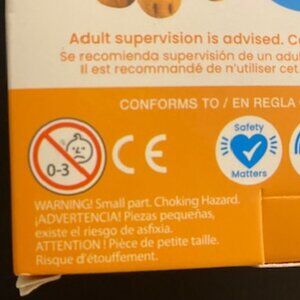 Adult supervision is advised. C
Se recomienda supervisión de un adul
Il est recommandé de n'utiliser cet
CONFORMS TO / EN REGLA
0-3
CE
Safety
Matters
WARNING! Small part. Choking Hazard.
¡ADVERTENCIA! Piezas pequeñas,
existe el riesgo de asfixia.
ATTENTION ! Pièce de petite taille.
Risque d'étouffement.